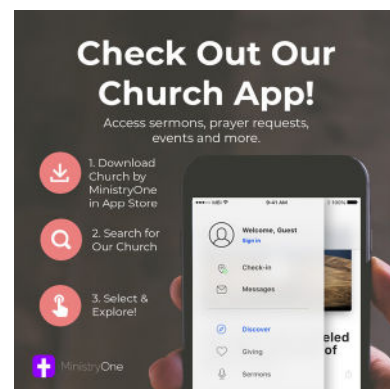 Check Out Our
Church App!
Access sermons, prayer requests,
events and more.
1. Download
Church by
MinistryOne
in App Store
2. Search for
Our Church
3. Select &
Explore!
MinistryOne
9:41 AM
100%
Welcome, Guest
Sign in
Check-in
Messages
Discover
Giving
Sermons
eled
of